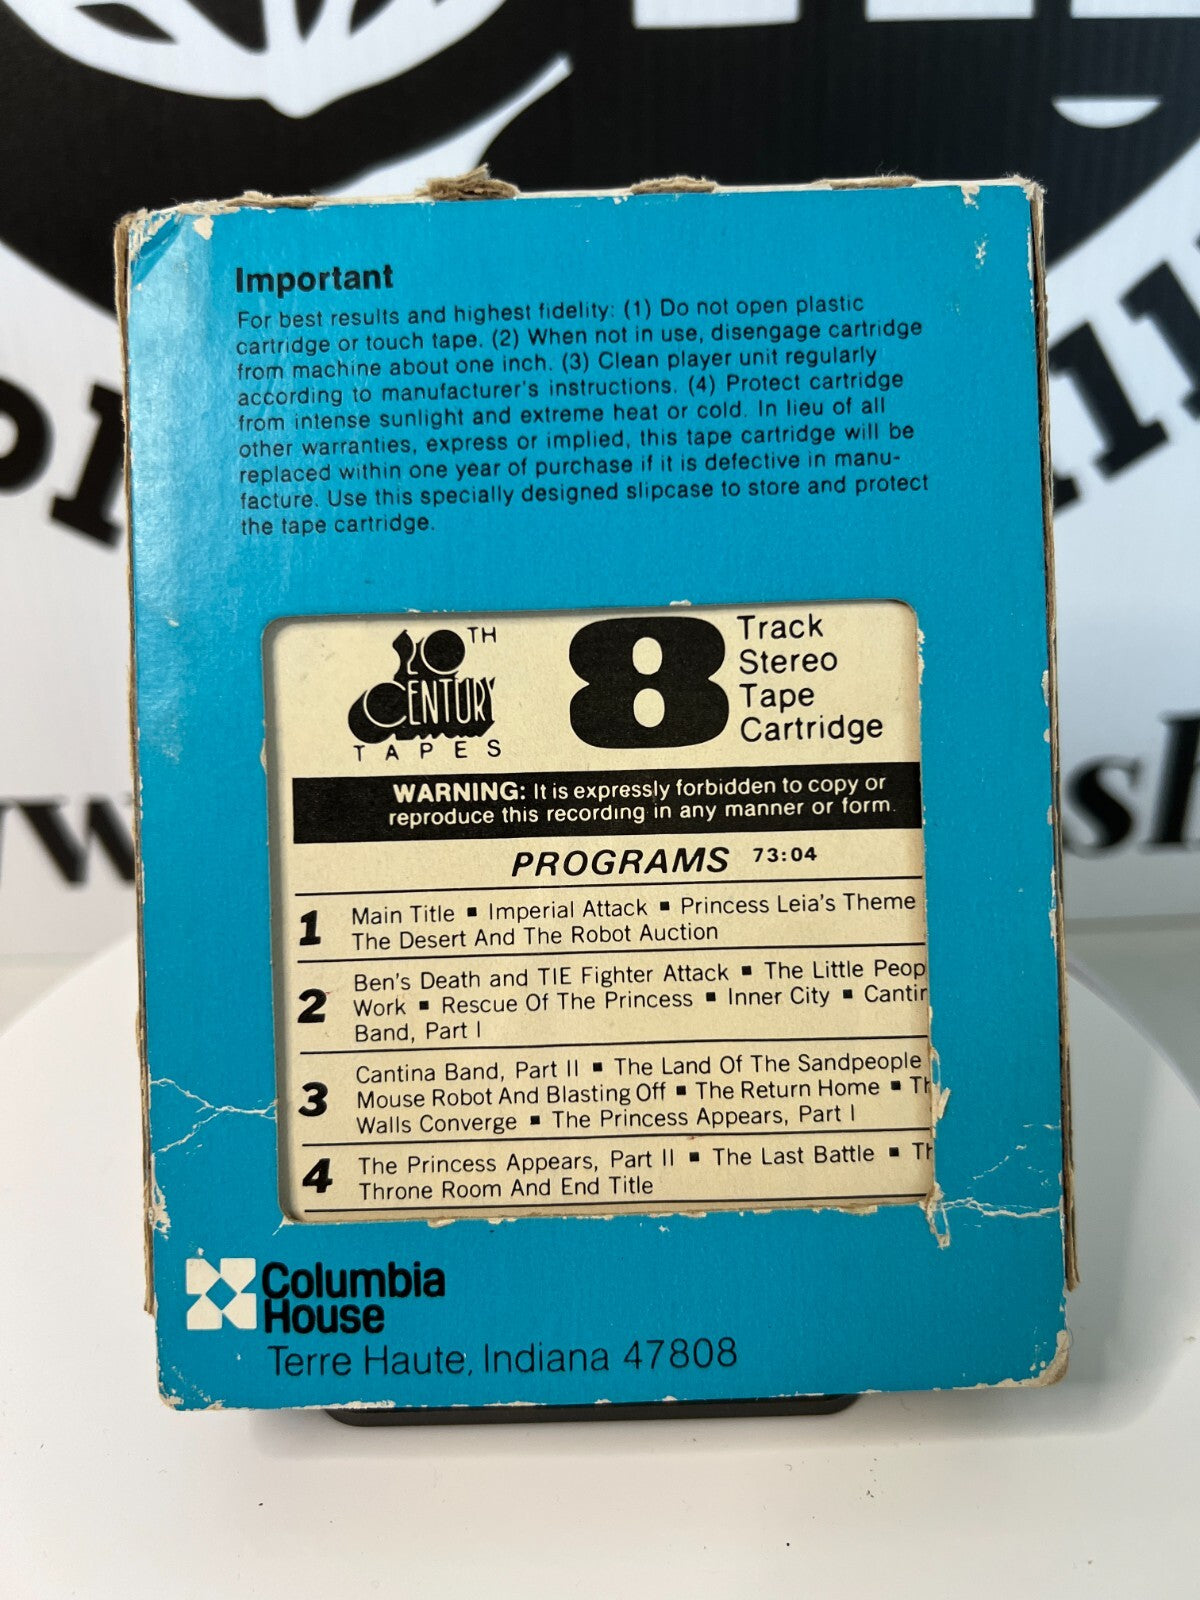 Important
For best results and highest fidelity: (1) Do not open plastic
cartridge or touch tape. (2) When not in use, disengage cartridge
from machine about one inch. (3) Clean player unit regularly
according to manufacturer's instructions. (4) Protect cartridge
from intense sunlight and extreme heat or cold. In lieu of all
other warranties, express or implied, this tape cartridge will be
replaced within one year of purchase if it is defective in manu-
facture. Use this specially designed slipcase to store and protect
the tape cartridge.
20TH
CENTURY
TAPES
8
Track
Stereo
Tape
Cartridge
WARNING: It is expressly forbidden to copy or
reproduce this recording in any manner or form.
PROGRAMS 73:04
1 Main Title ▪ Imperial Attack ▪ Princess Leia's Theme
The Desert And The Robot Auction
2 Ben's Death and TIE Fighter Attack ▪ The Little Peop
Work ▪ Rescue Of The Princess ▪ Inner City ▪ Cantin
Band, Part I
3 Cantina Band, Part II ▪ The Land Of The Sandpeople
Mouse Robot And Blasting Off ▪ The Return Home ▪ Th
Walls Converge ▪ The Princess Appears, Part I
4 The Princess Appears, Part II ▪ The Last Battle ▪ Th
Throne Room And End Title
Columbia
House
Terre Haute, Indiana 47808